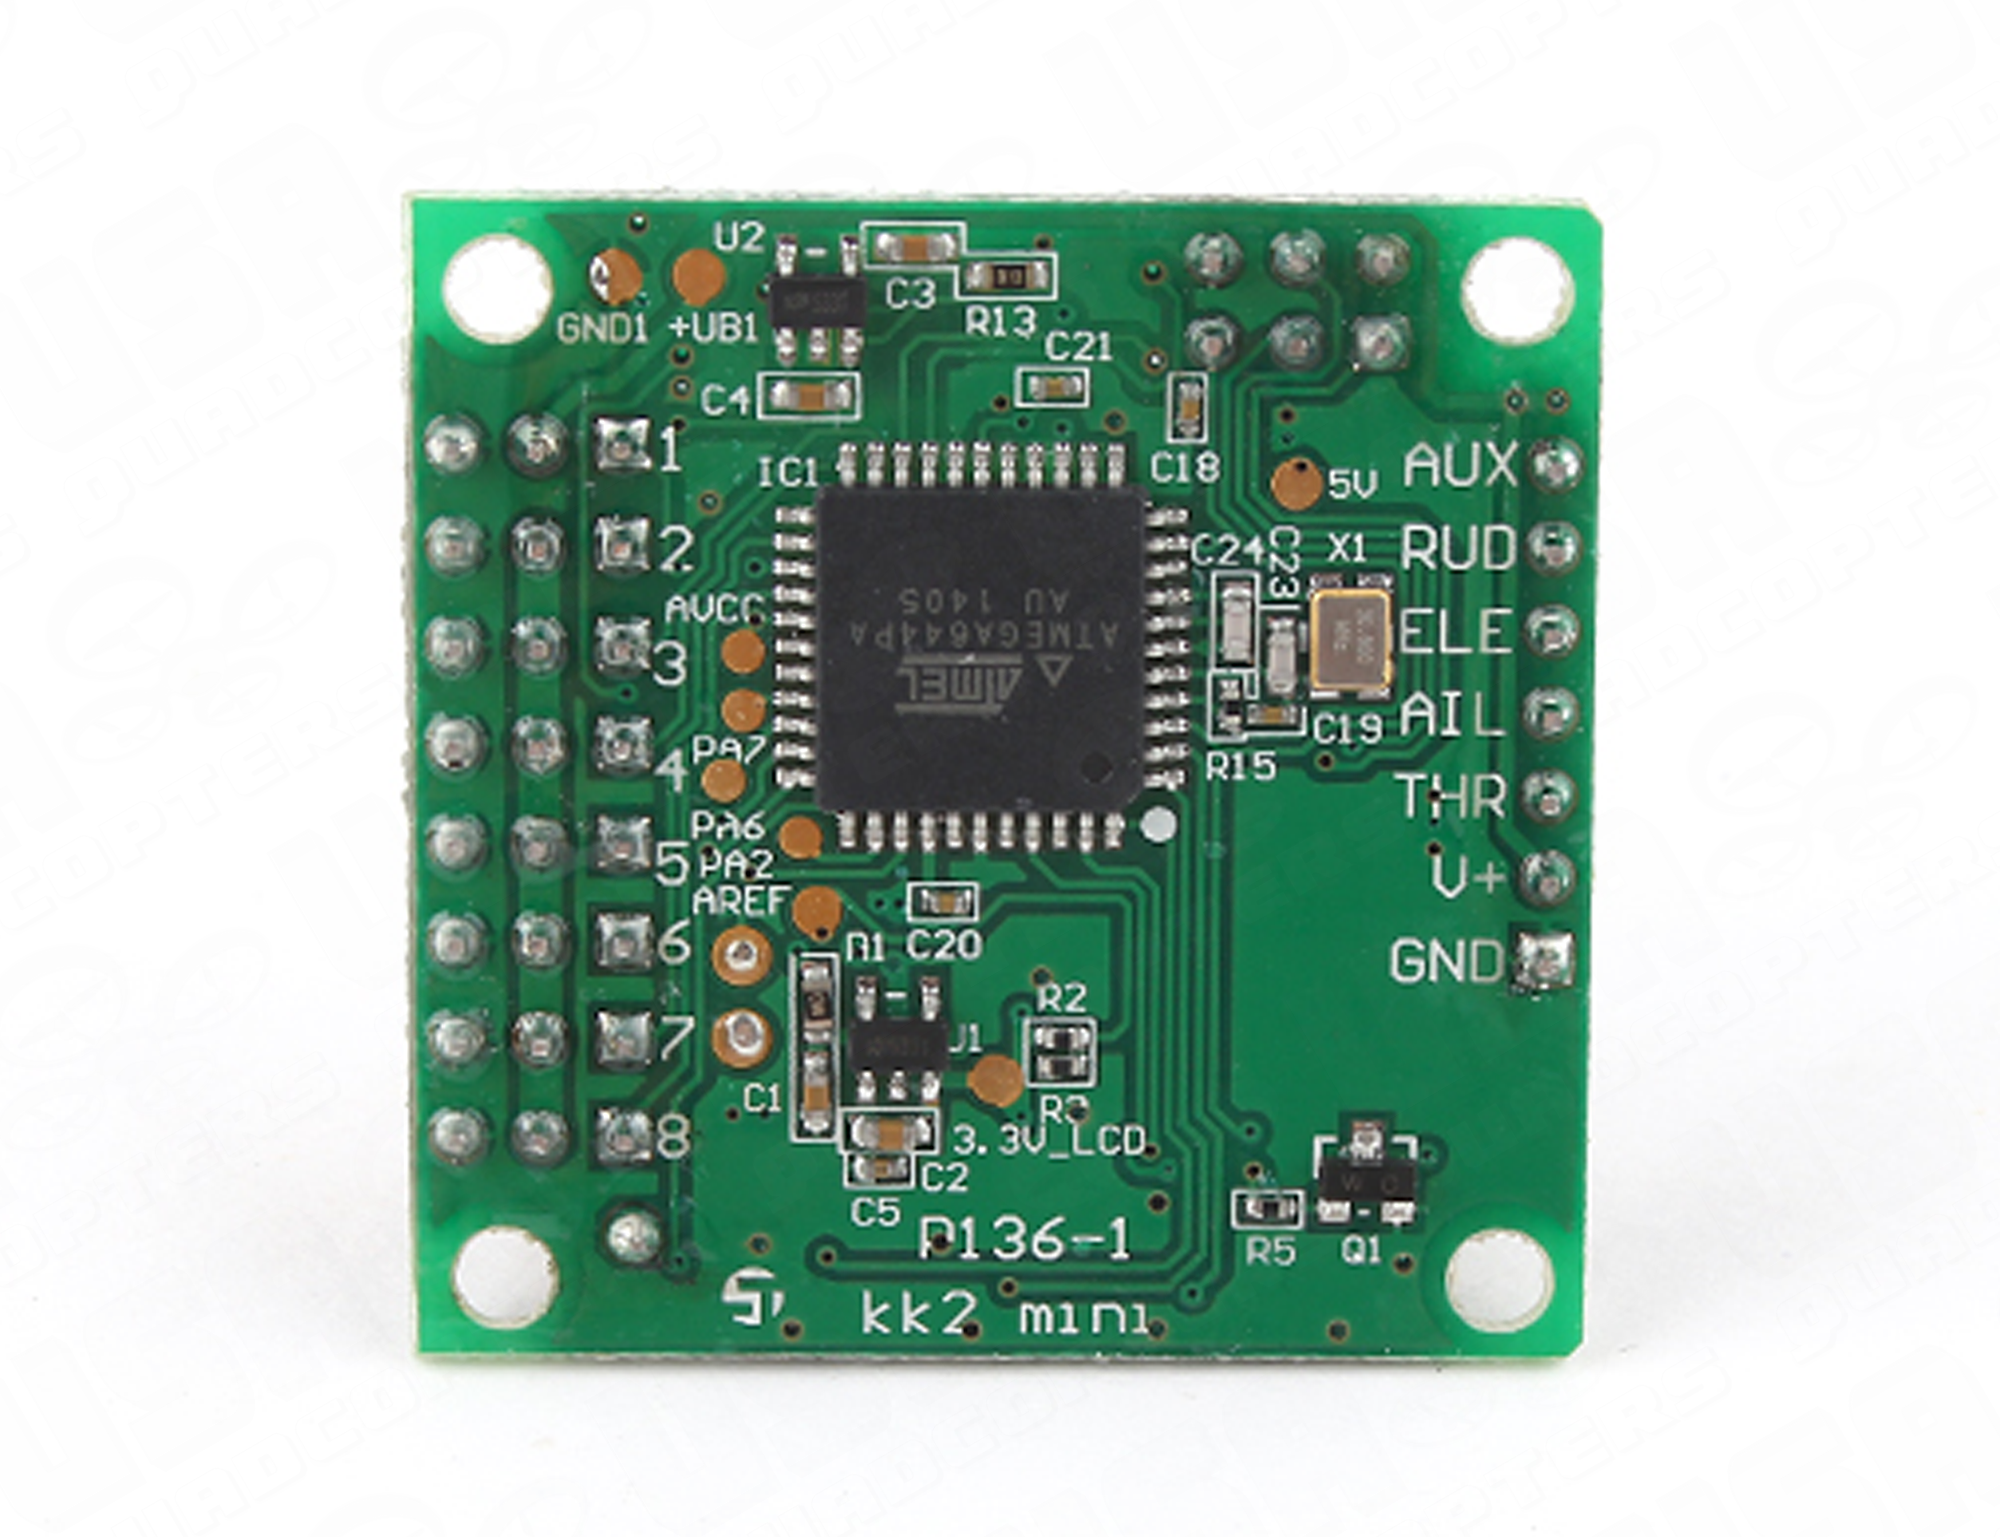 U2
C3
GND1 +UB1
R13
C21
C4
1
IC1
C18
5V
AUX
2
C24
C23
X1
RUD
AVCC
AU 1405
ATMEGA644PA
ATMEL
3
ELE
PA7
4
AIL
C19
R15
THR
PA6
5
PA2
V+
AREF
6
C20
GND
R2
7
C1
R3
8
3.3V_LCD
C2
C5
P136-1
R5
Q1
kk2 mini